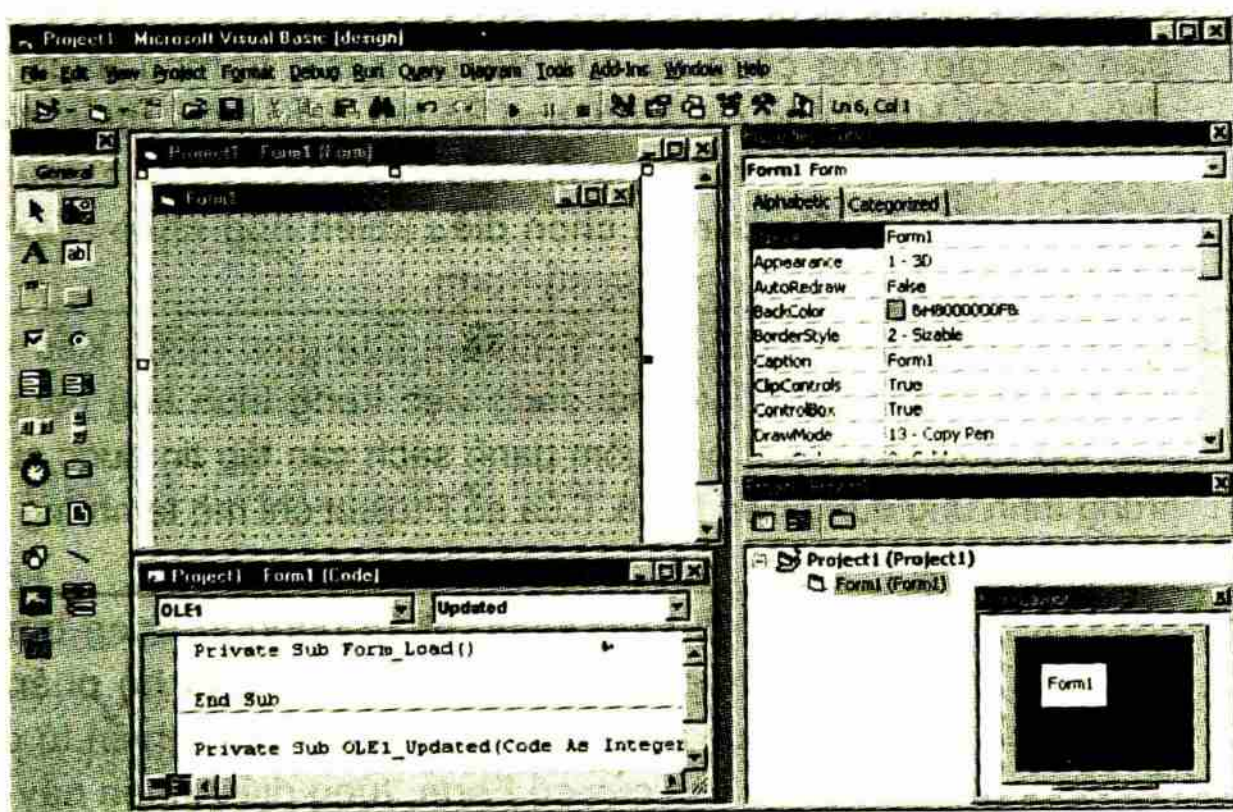 Project1 Microsoft Visual Basic [design]
File Edit View Project Format Debug Run Query Diagram Tools Add-Ins Window Help
Ln 6, Col 1
General
A
ab
Project1 Form1 (Form)
Form1
Form1 Form
Alphabetic Categorized
Form1
Appearance 1 - 3D
AutoRedraw False
BackColor &H8000000F&
BorderStyle 2 - Sizable
Caption Form1
ClipControls True
ControlBox True
DrawMode 13 - Copy Pen
Project1 (Project1)
Form1 (Form1)
Form1
Project1 Form1 (Code)
OLE1 Updated
Private Sub Form_Load()
End Sub
Private Sub OLE1_Updated(Code As Integer